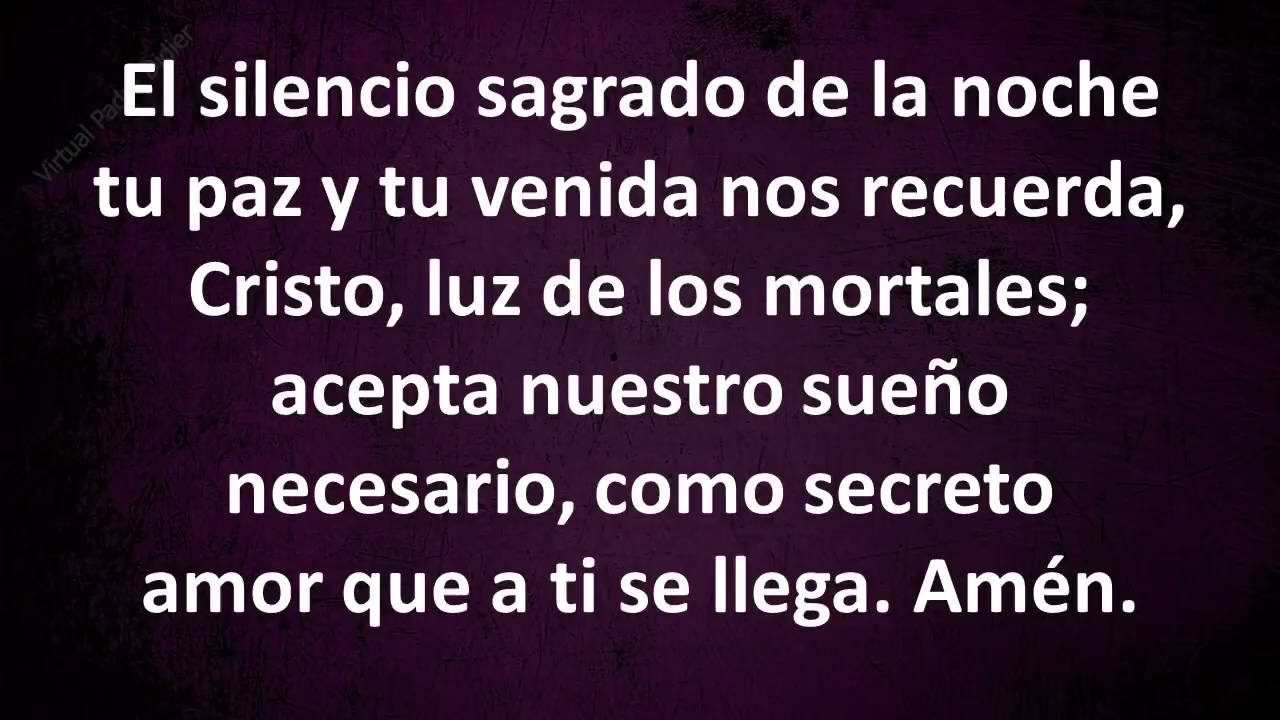 El silencio sagrado de la noche
tu paz y tu venida nos recuerda,
Cristo, luz de los mortales;
acepta nuestro sueño
necesario, como secreto
amor que a ti se llega. Amén.
Virtual